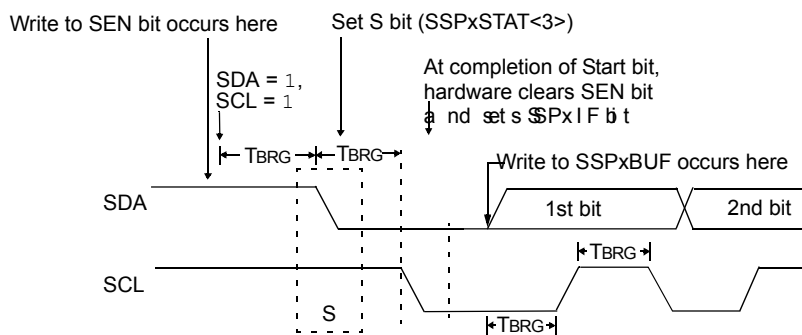 Write to SEN bit occurs here
Set S bit (SSPxSTAT<3>)
SDA = 1,
SCL = 1
At completion of Start bit,
hardware clears SEN bit
and sets SSPxIF bit
TBRG
TBRG
Write to SSPxBUF occurs here
SDA
1st bit
2nd bit
TBRG
SCL
S
TBRG